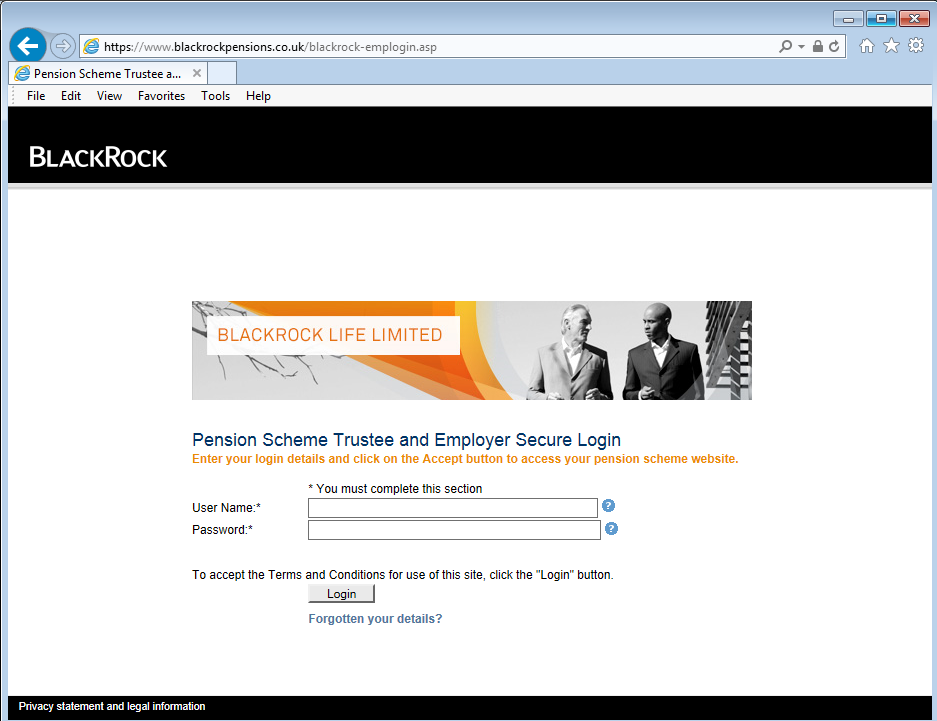 https://www.blackrockpensions.co.uk/blackrock-emplogin.asp
Pension Scheme Trustee a...
File Edit View Favorites Tools Help
BLACKROCK
BLACKROCK LIFE LIMITED
Pension Scheme Trustee and Employer Secure Login
Enter your login details and click on the Accept button to access your pension scheme website.
* You must complete this section
User Name:* ?
Password:* ?
To accept the Terms and Conditions for use of this site, click the "Login" button.
Login
Forgotten your details?
Privacy statement and legal information